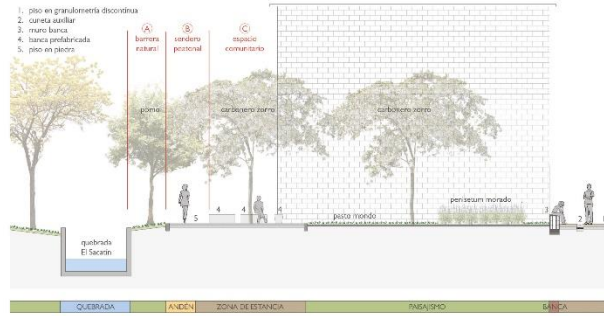 1. piso en granulometría discontinua
2. cuneta auxiliar
3. muro banca
4. banca prefabricada
5. piso en piedra
A
B
C
barrera
natural
sendero
peatonal
espacio
comunitario
pomo
carbonero zorro
carbonero zorro
penisetum morado
pasto mondo
5
4
4
4
3
2
quebrada
El Sacatín
QUEBRADA
ANDÉN
ZONA DE ESTANCIA
PAISAJISMO
BANCA